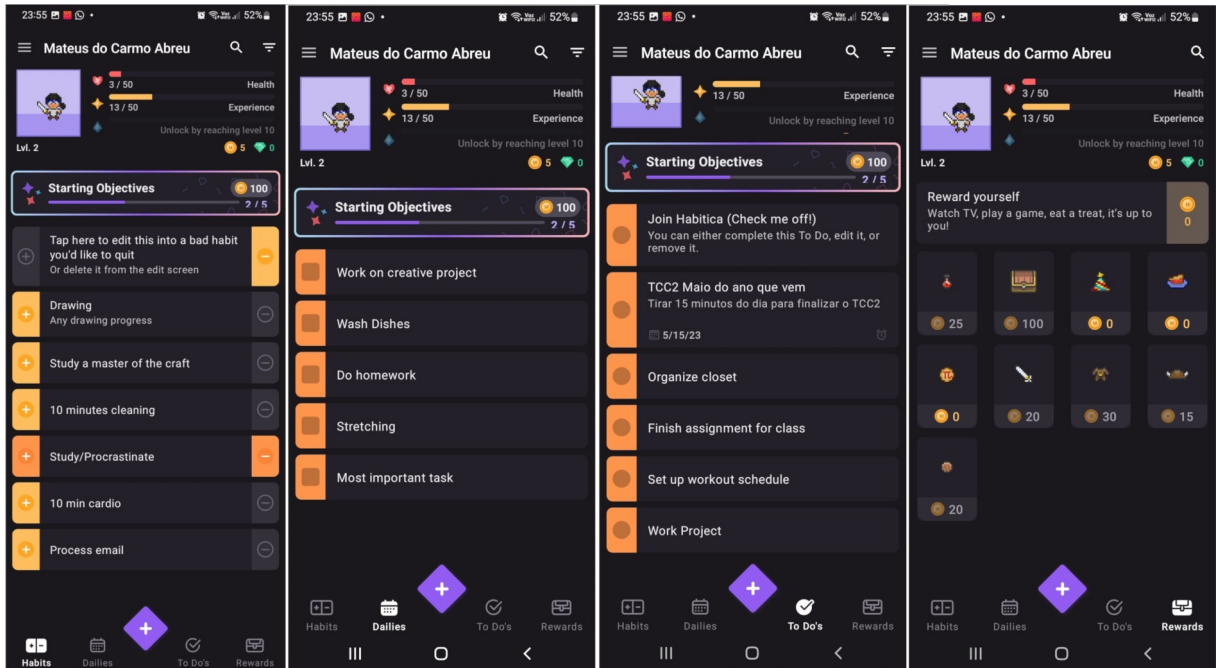 23:55
52%
Mateus do Carmo Abreu
3 / 50
Health
13 / 50
Experience
Unlock by reaching level 10
Lvl. 2
5
0
Starting Objectives
100
2 / 5
Tap here to edit this into a bad habit
you'd like to quit
Or delete it from the edit screen
Drawing
Any drawing progress
Study a master of the craft
10 minutes cleaning
Study/Procrastinate
10 min cardio
Process email
Habits
Dailies
To Do's
Rewards
23:55
52%
Mateus do Carmo Abreu
3 / 50
Health
13 / 50
Experience
Unlock by reaching level 10
Lvl. 2
5
0
Starting Objectives
100
2 / 5
Work on creative project
Wash Dishes
Do homework
Stretching
Most important task
Habits
Dailies
To Do's
Rewards
23:55
52%
Mateus do Carmo Abreu
13 / 50
Experience
Unlock by reaching level 10
Starting Objectives
100
2 / 5
Join Habitica (Check me off!)
You can either complete this To Do, edit it, or
remove it.
TCC2 Maio do ano que vem
Tirar 15 minutos do dia para finalizar o TCC2
5/15/23
Organize closet
Finish assignment for class
Set up workout schedule
Work Project
Habits
Dailies
To Do's
Rewards
23:55
52%
Mateus do Carmo Abreu
3 / 50
Health
13 / 50
Experience
Unlock by reaching level 10
Lvl. 2
5
0
Reward yourself
Watch TV, play a game, eat a treat, it's up to
you!
0
25
100
0
0
0
20
30
15
20
Habits
Dailies
To Do's
Rewards